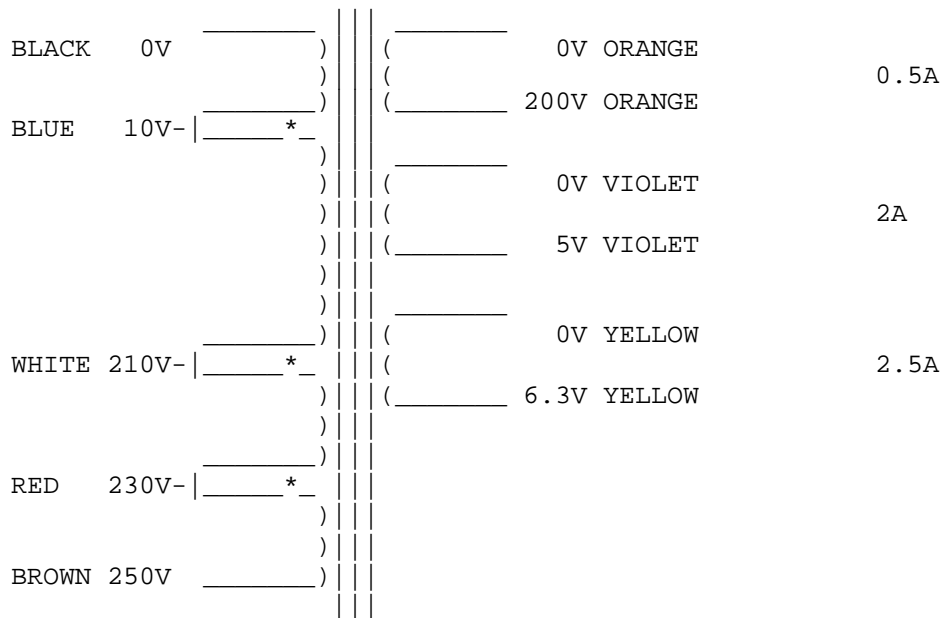 BLACK 0V 0V ORANGE
0.5A
200V ORANGE
BLUE 10V-|
0V VIOLET
2A
5V VIOLET
0V YELLOW
WHITE 210V-| 2.5A
6.3V YELLOW
RED 230V-|
BROWN 250V